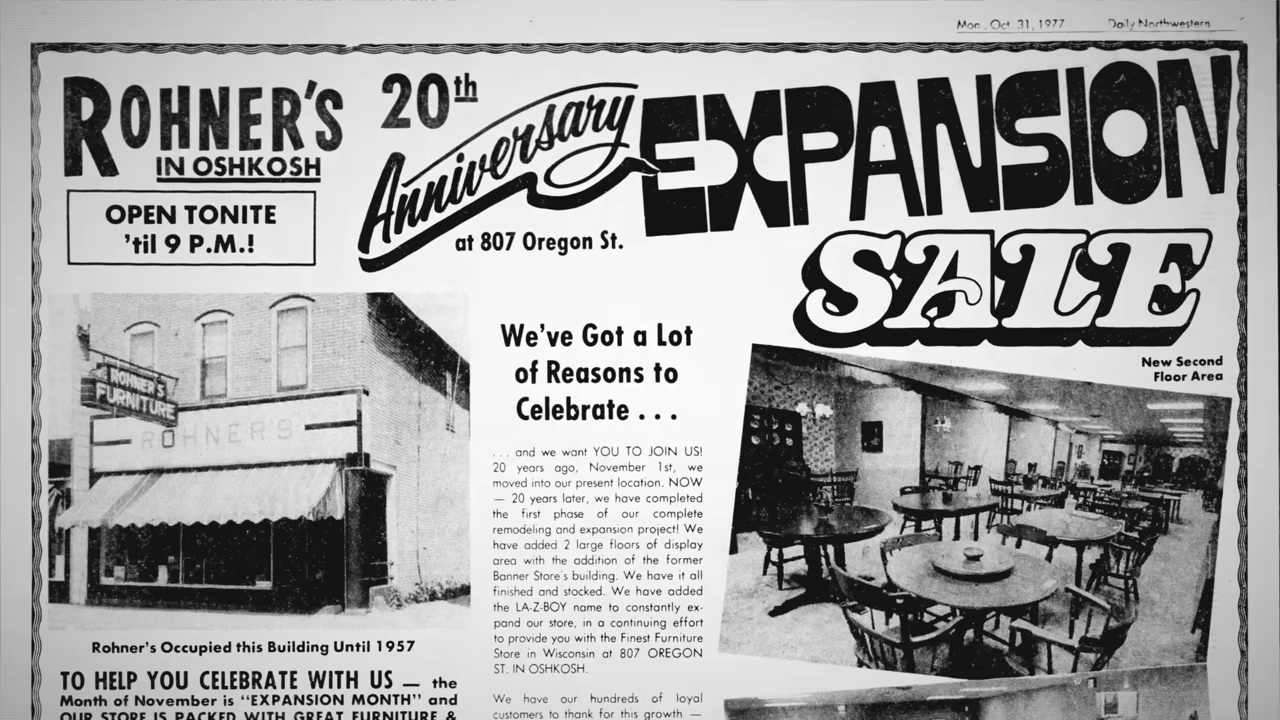 Mon., Oct. 31, 1977 Daily Northwestern
ROHNER'S
IN OSHKOSH
OPEN TONITE
'til 9 P.M.!
20th
Anniversary
at 807 Oregon St.
EXPANSION
SALE
New Second
Floor Area
ROHNER'S
FURNITURE
ROHNER'S
Rohner's Occupied this Building Until 1957
TO HELP YOU CELEBRATE WITH US — the
Month of November is "EXPANSION MONTH" and
OUR STORE IS PACKED WITH GREAT FURNITURE &
We've Got a Lot
of Reasons to
Celebrate . . .
. . . and we want YOU TO JOIN US!
20 years ago, November 1st, we
moved into our present location. NOW
— 20 years later, we have completed
the first phase of our complete
remodeling and expansion project! We
have added 2 large floors of display
area with the addition of the former
Banner Store's building. We have it all
finished and stocked. We have added
the LA-Z-BOY name to constantly ex-
pand our store, in a continuing effort
to provide you with the Finest Furniture
Store in Wisconsin at 807 OREGON
ST. IN OSHKOSH.
We have our hundreds of loyal
customers to thank for this growth —